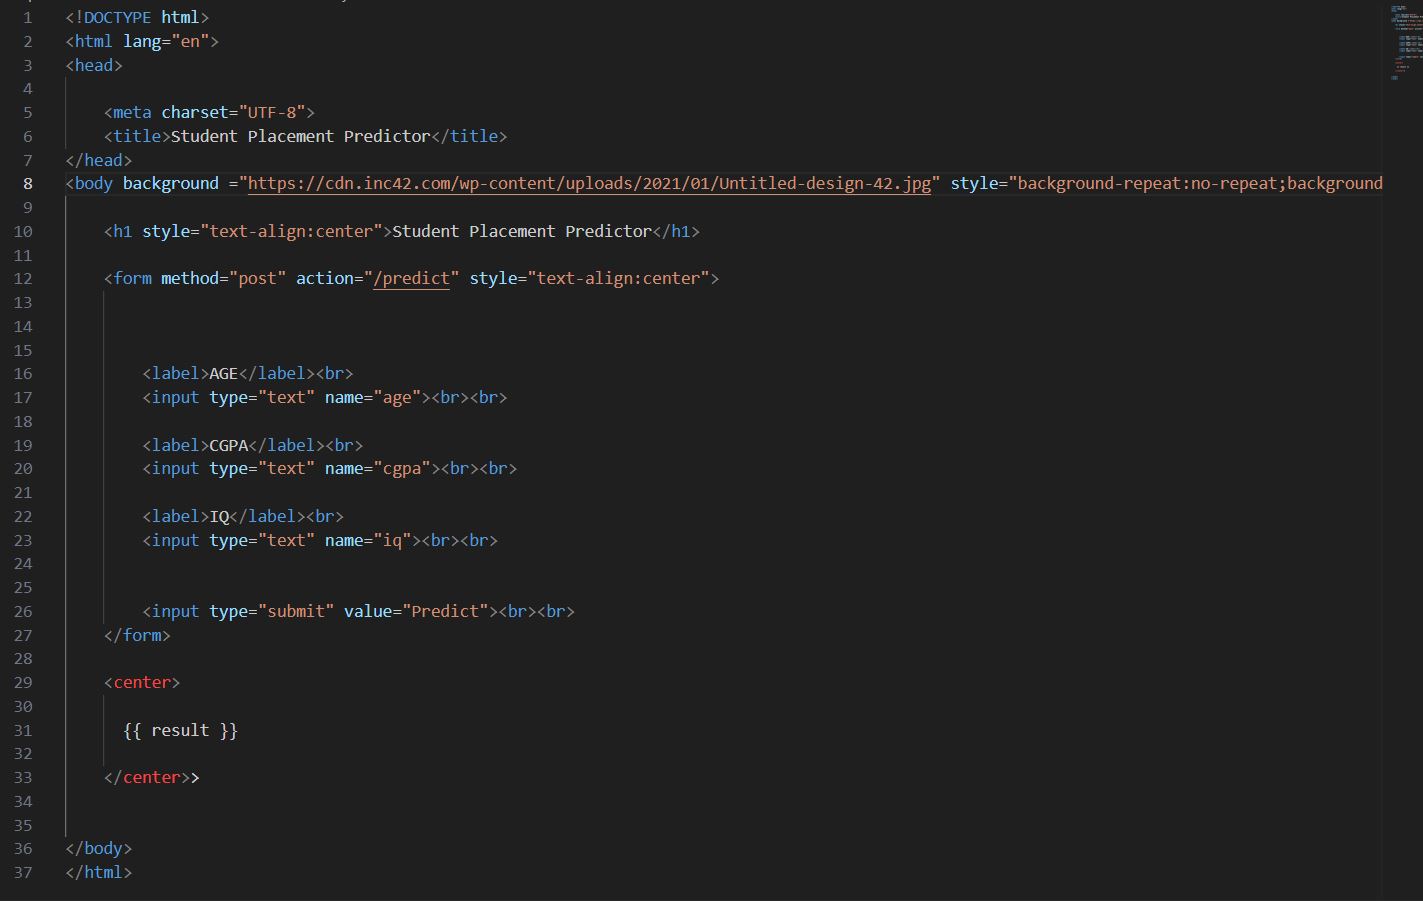 1 <!DOCTYPE html>
2 <html lang="en">
3 <head>
4
5 <meta charset="UTF-8">
6 <title>Student Placement Predictor</title>
7 </head>
8 <body background ="https://cdn.inc42.com/wp-content/uploads/2021/01/Untitled-design-42.jpg" style="background-repeat:no-repeat;background
9
10 <h1 style="text-align:center">Student Placement Predictor</h1>
11
12 <form method="post" action="/predict" style="text-align:center">
13
14
15
16 <label>AGE</label><br>
17 <input type="text" name="age"><br><br>
18
19 <label>CGPA</label><br>
20 <input type="text" name="cgpa"><br><br>
21
22 <label>IQ</label><br>
23 <input type="text" name="iq"><br><br>
24
25
26 <input type="submit" value="Predict"><br><br>
27 </form>
28
29 <center>
30
31 {{ result }}
32
33 </center>>
34
35
36 </body>
37 </html>